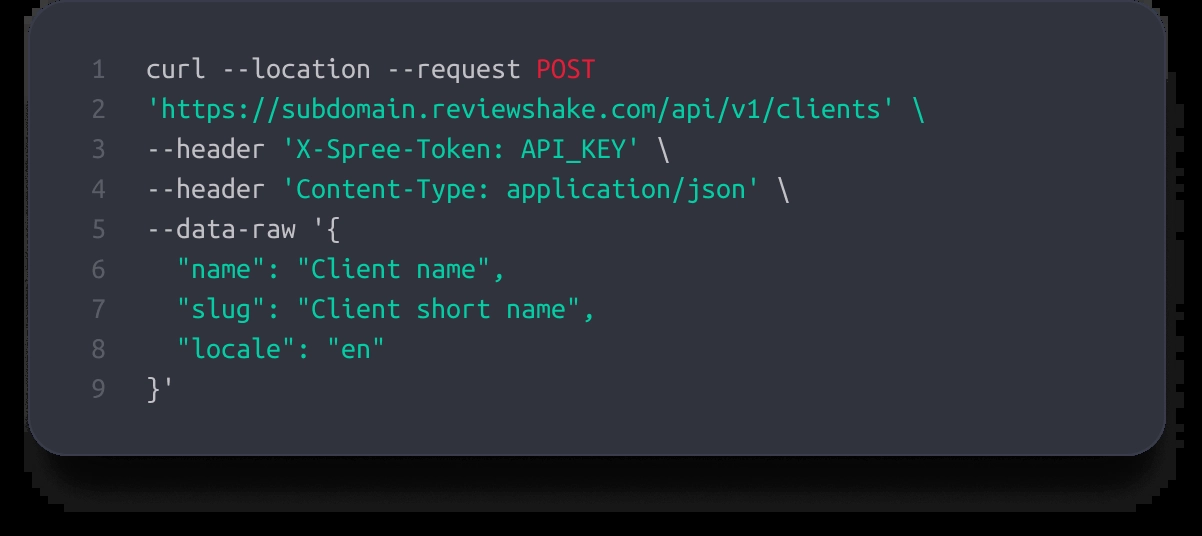 1 curl --location --request POST
2 'https://subdomain.reviewshake.com/api/v1/clients' \
3 --header 'X-Spree-Token: API_KEY' \
4 --header 'Content-Type: application/json' \
5 --data-raw '{
6   "name": "Client name",
7   "slug": "Client short name",
8   "locale": "en"
9 }'